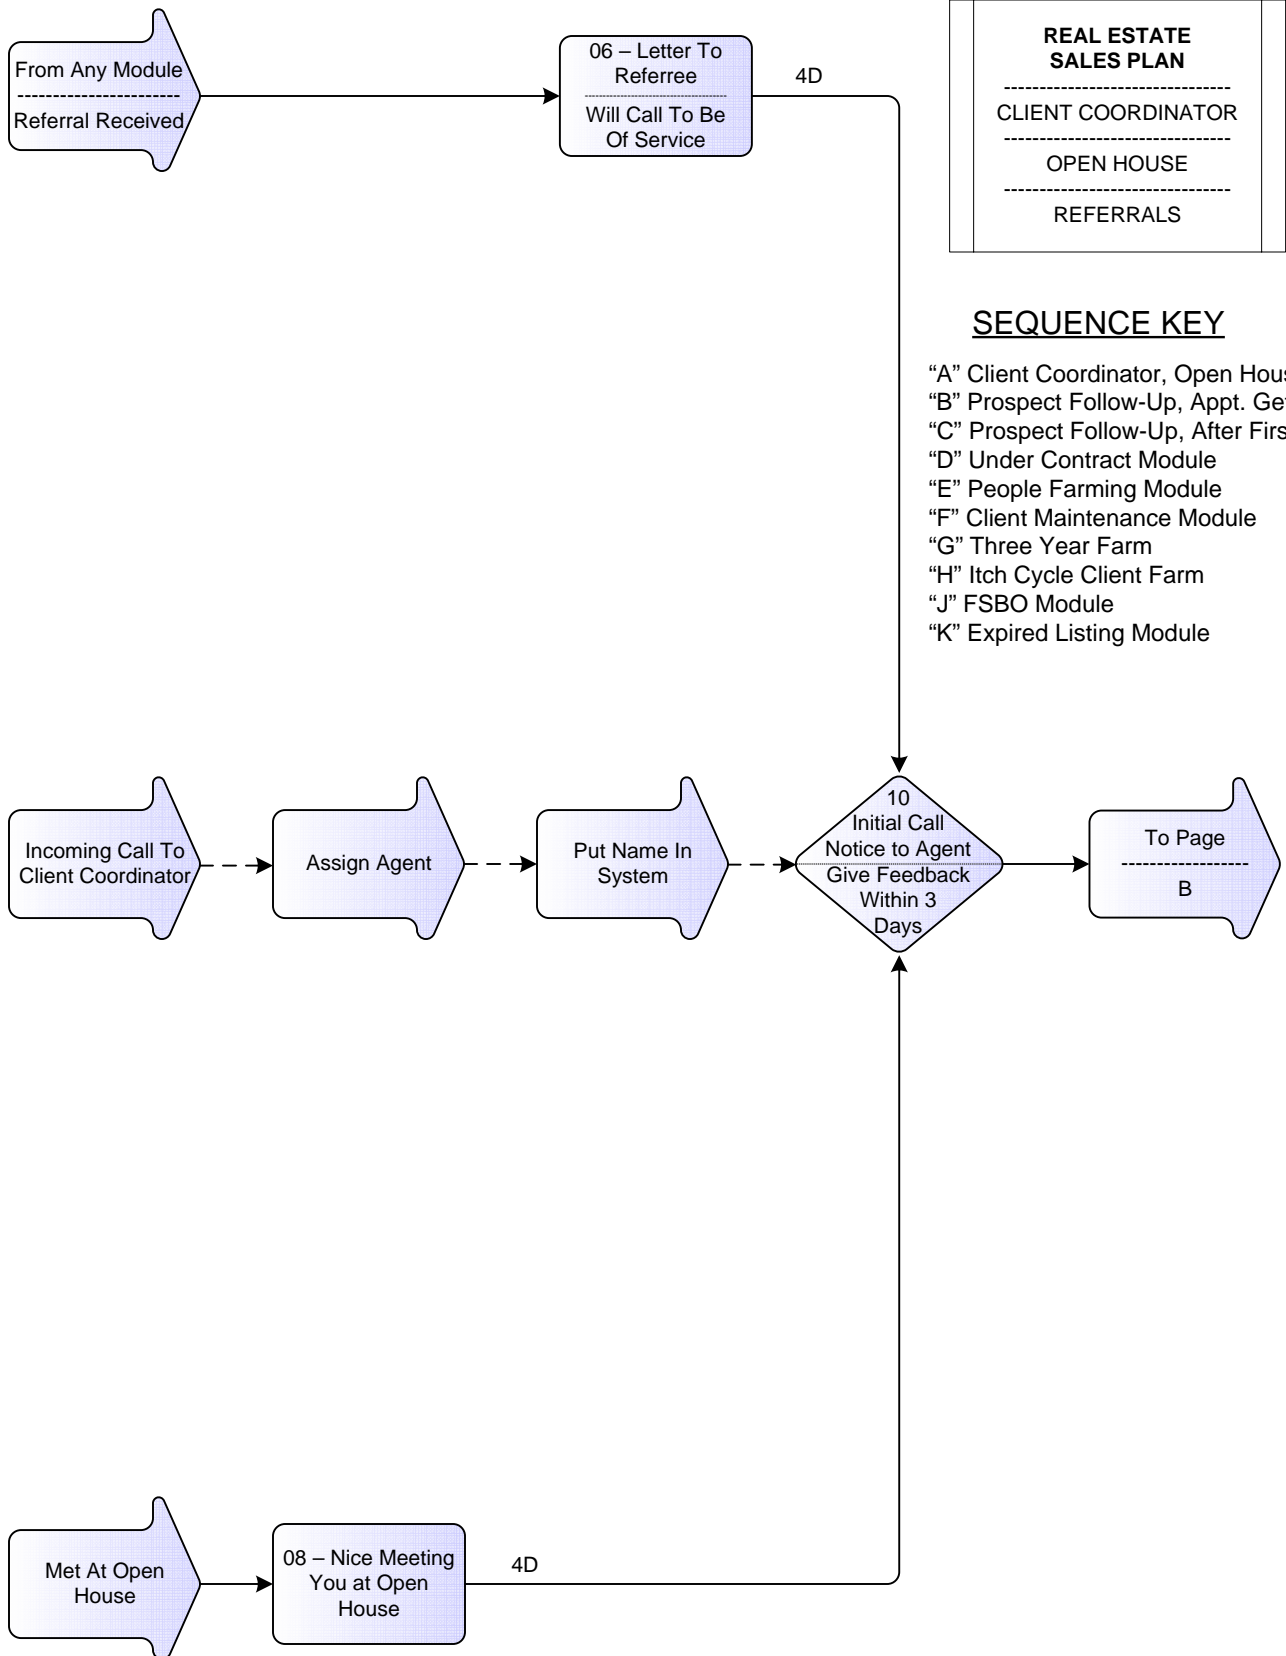 From Any Module
Referral Received
06 – Letter To
Referree
Will Call To Be
Of Service
4D
REAL ESTATE
SALES PLAN
CLIENT COORDINATOR
OPEN HOUSE
REFERRALS
SEQUENCE KEY
“A” Client Coordinator, Open
“B” Prospect Follow-Up, Appt.
“C” Prospect Follow-Up, After
“D” Under Contract Module
“E” People Farming Module
“F” Client Maintenance Module
“G” Three Year Farm
“H” Itch Cycle Client Farm
“J” FSBO Module
“K” Expired Listing Module
Incoming Call To
Client Coordinator
Assign Agent
Put Name In
System
10
Initial Call
Notice to Agent
Give Feedback
Within 3
Days
To Page
B
Met At Open
House
08 – Nice Meeting
You at Open
House
4D